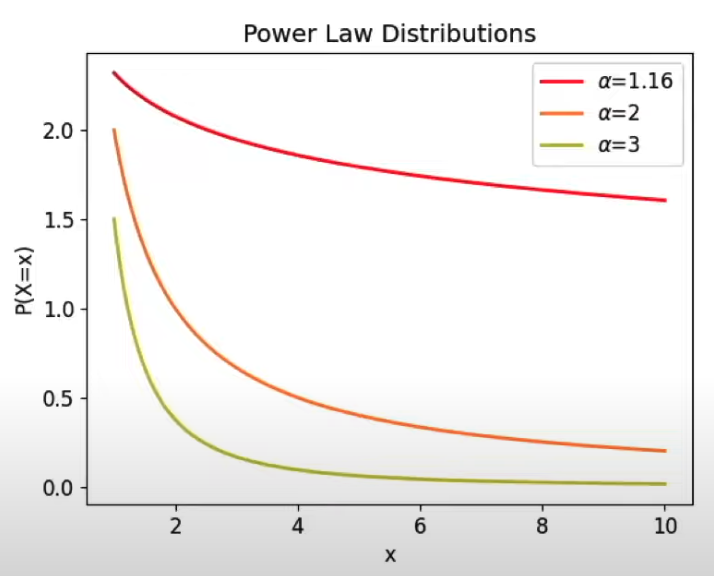 Power Law Distributions
α=1.16
α=2
α=3
P(X=x)
2.0
1.5
1.0
0.5
0.0
2 4 6 8 10
x